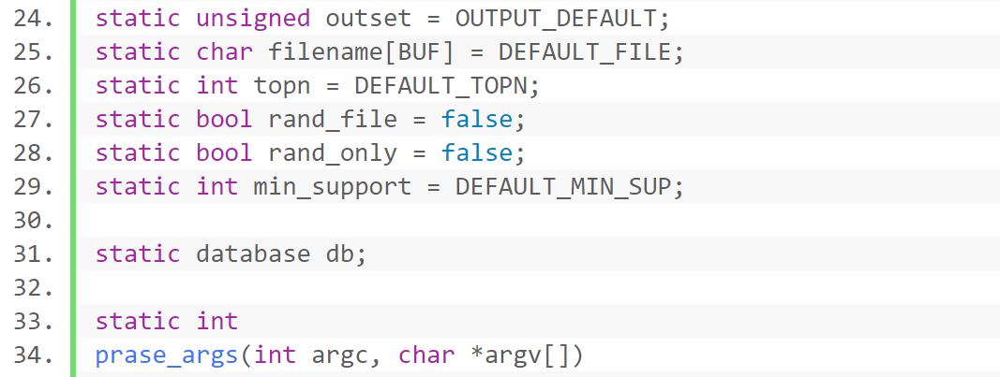 24. static unsigned outset = OUTPUT_DEFAULT;
25. static char filename[BUF] = DEFAULT_FILE;
26. static int topn = DEFAULT_TOPN;
27. static bool rand_file = false;
28. static bool rand_only = false;
29. static int min_support = DEFAULT_MIN_SUP;
30.
31. static database db;
32.
33. static int
34. prase_args(int argc, char *argv[])